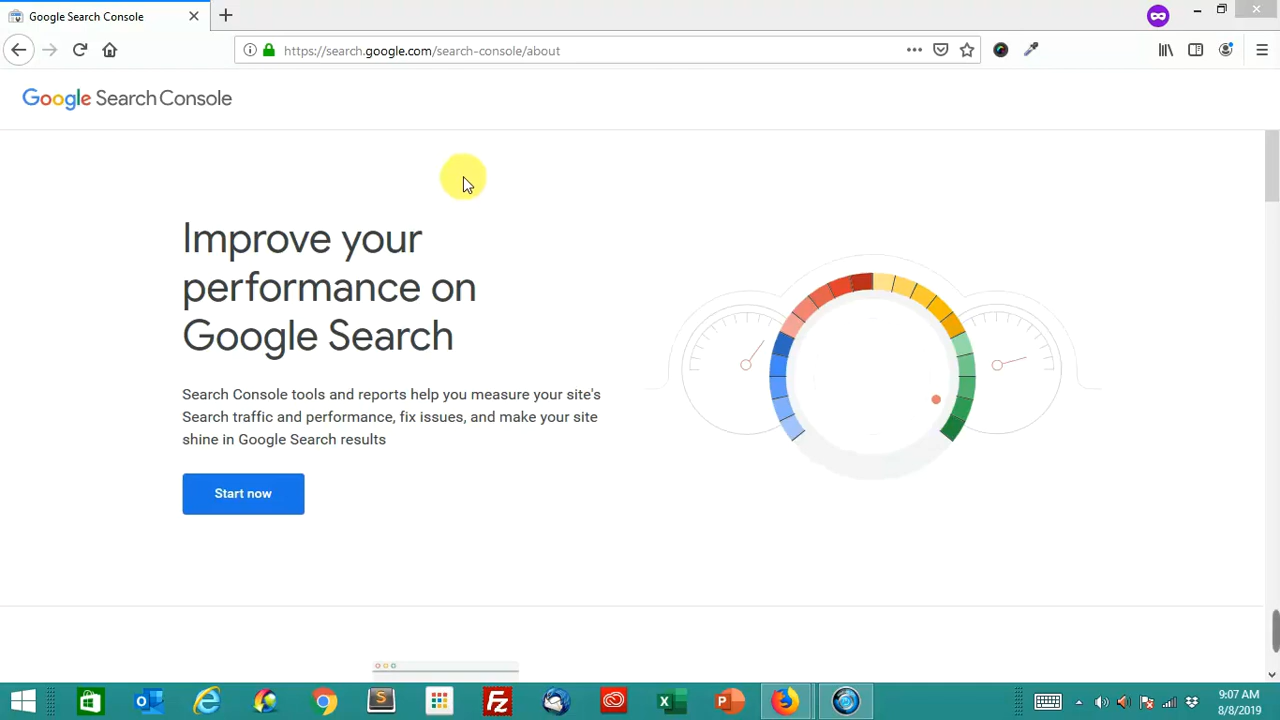 Google Search Console
https://search.google.com/search-console/about
Google Search Console
Improve your
performance on
Google Search
Search Console tools and reports help you measure your site's
Search traffic and performance, fix issues, and make your site
shine in Google Search results
Start now
9:07 AM
8/8/2019